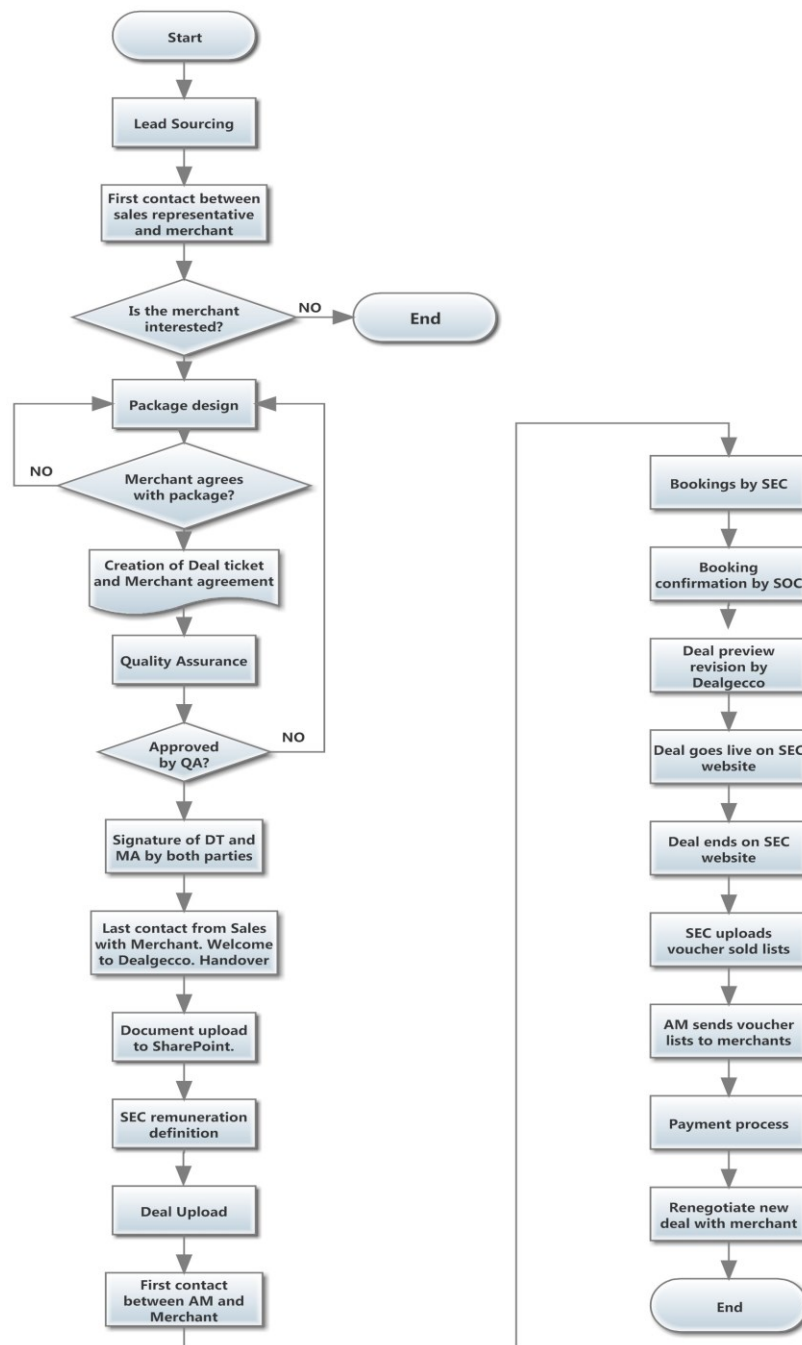 Start
Lead Sourcing
First contact between
sales representative
and merchant
Is the merchant
interested?
NO
End
Package design
NO
Merchant agrees
with package?
Creation of Deal ticket
and Merchant agreement
Quality Assurance
Approved
by QA?
NO
Signature of DT and
MA by both parties
Last contact from Sales
with Merchant. Welcome
to Dealgecco. Handover
Document upload
to SharePoint.
SEC remuneration
definition
Deal Upload
First contact
between AM and
Merchant
Bookings by SEC
Booking
confirmation by SOC
Deal preview
revision by
Dealgecco
Deal goes live on SEC
website
Deal ends on SEC
website
SEC uploads
voucher sold lists
AM sends voucher
lists to merchants
Payment process
Renegotiate new
deal with merchant
End